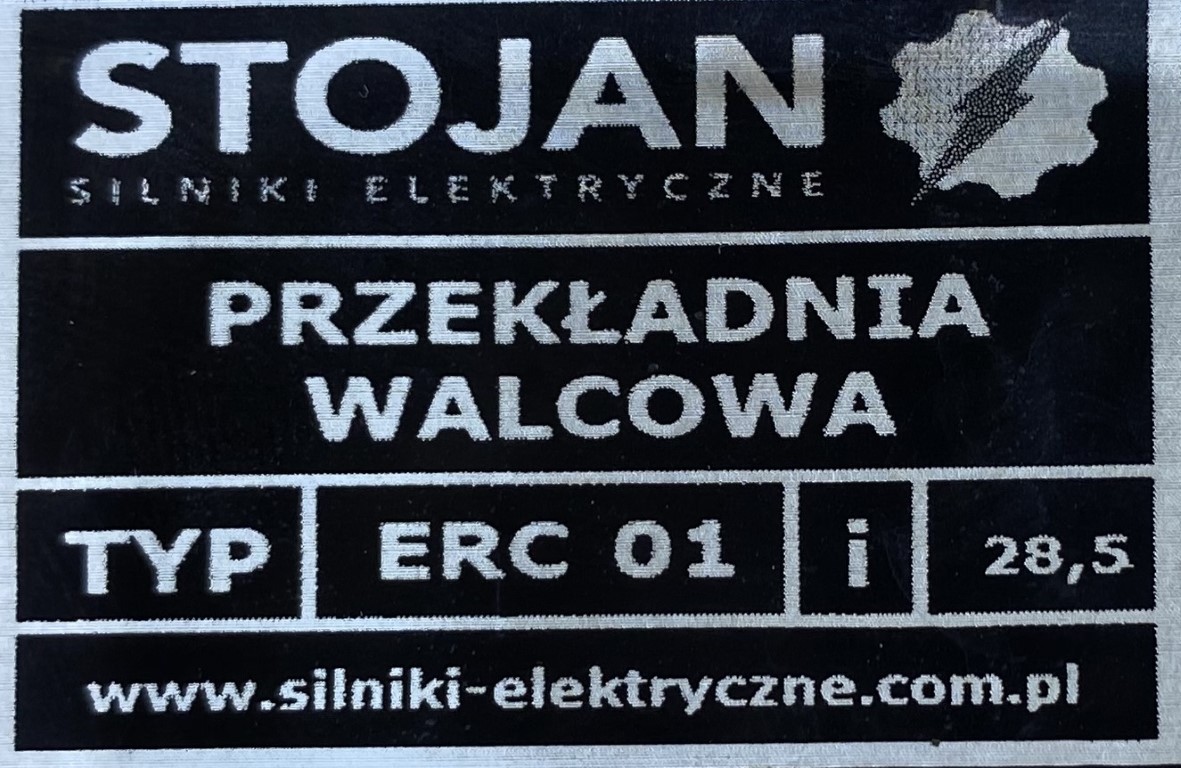 STOJAN
SILNIKI ELEKTRYCZNE
PRZEKŁADNIA
WALCOWA
TYP ERC 01 i 28,5
www.silniki-elektryczne.com.pl